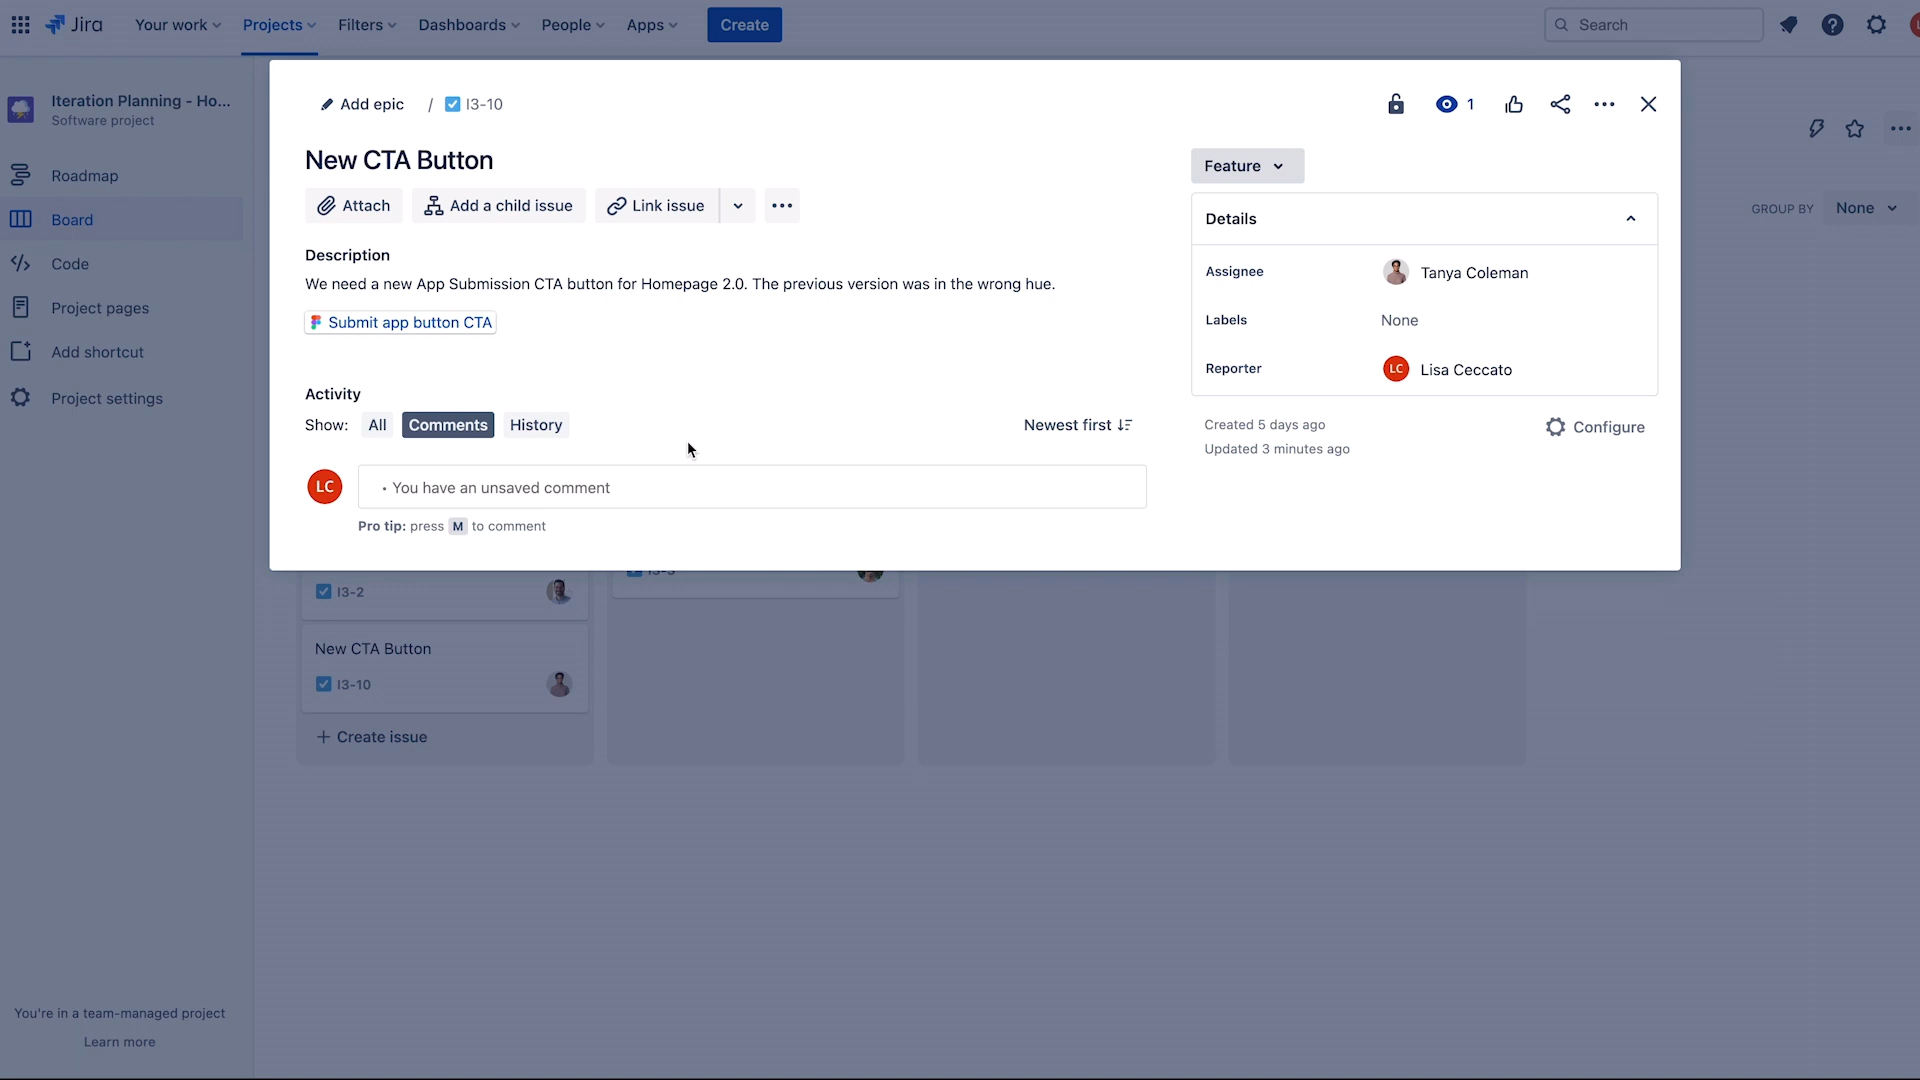 Jira
Your work
Projects
Filters
Dashboards
People
Apps
Create
Search
Iteration Planning - Ho...
Software project
Roadmap
Board
Code
Project pages
Add shortcut
Project settings
You're in a team-managed project
Learn more
GROUP BY
None
Add epic
/
I3-10
1
New CTA Button
Attach
Add a child issue
Link issue
Description
We need a new App Submission CTA button for Homepage 2.0. The previous version was in the wrong hue.
Submit app button CTA
Activity
Show:
All
Comments
History
Newest first
LC
• You have an unsaved comment
Pro tip: press M to comment
Feature
Details
Assignee
Tanya Coleman
Labels
None
Reporter
LC
Lisa Ceccato
Created 5 days ago
Updated 3 minutes ago
Configure
I3-2
New CTA Button
I3-10
+ Create issue